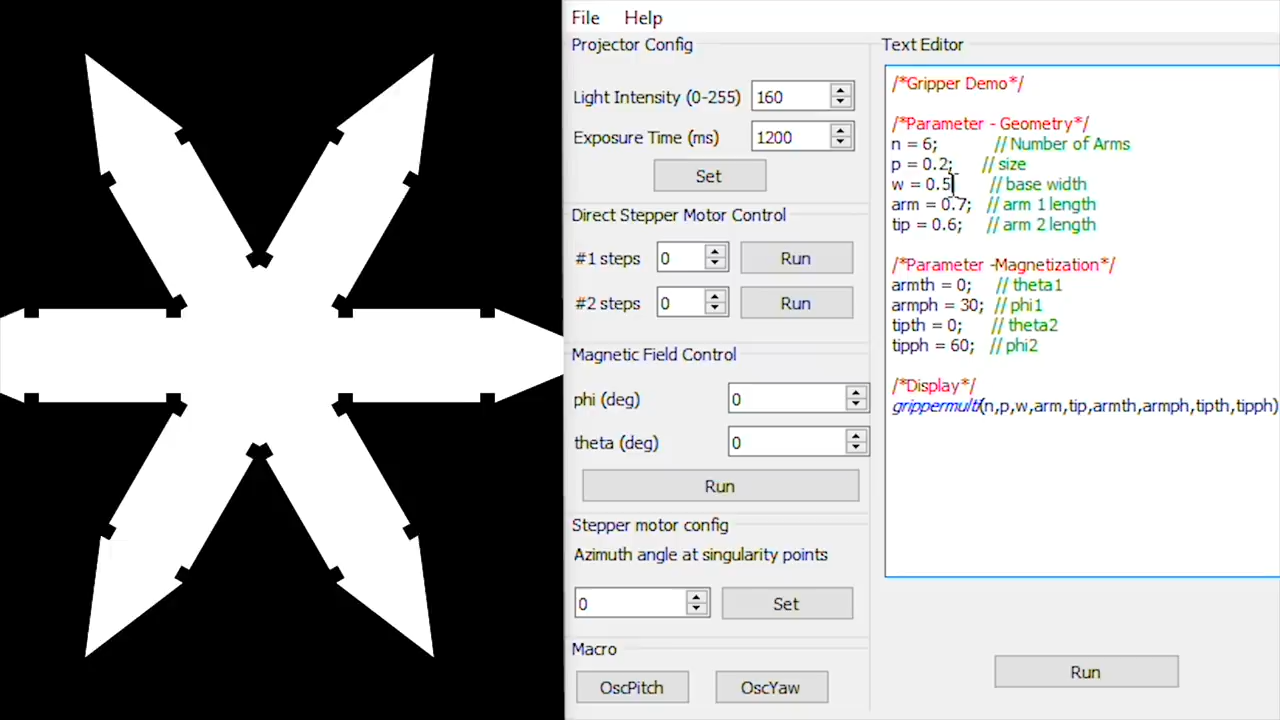 File Help
Projector Config
Light Intensity (0-255) 160
Exposure Time (ms) 1200
Set
Direct Stepper Motor Control
#1 steps 0 Run
#2 steps 0 Run
Magnetic Field Control
phi (deg) 0
theta (deg) 0
Run
Stepper motor config
Azimuth angle at singularity points
0 Set
Macro
OscPitch OscYaw
Text Editor
/*Gripper Demo*/
/*Parameter - Geometry*/
n = 6; // Number of Arms
p = 0.2; // size
w = 0.5 // base width
arm = 0.7; // arm 1 length
tip = 0.6; // arm 2 length
/*Parameter -Magnetization*/
armth = 0; // theta1
armph = 30; // phi1
tipth = 0; // theta2
tipph = 60; // phi2
/*Display*/
grippermulti(n,p,w,arm,tip,armth,armph,tipth,tipph)
Run